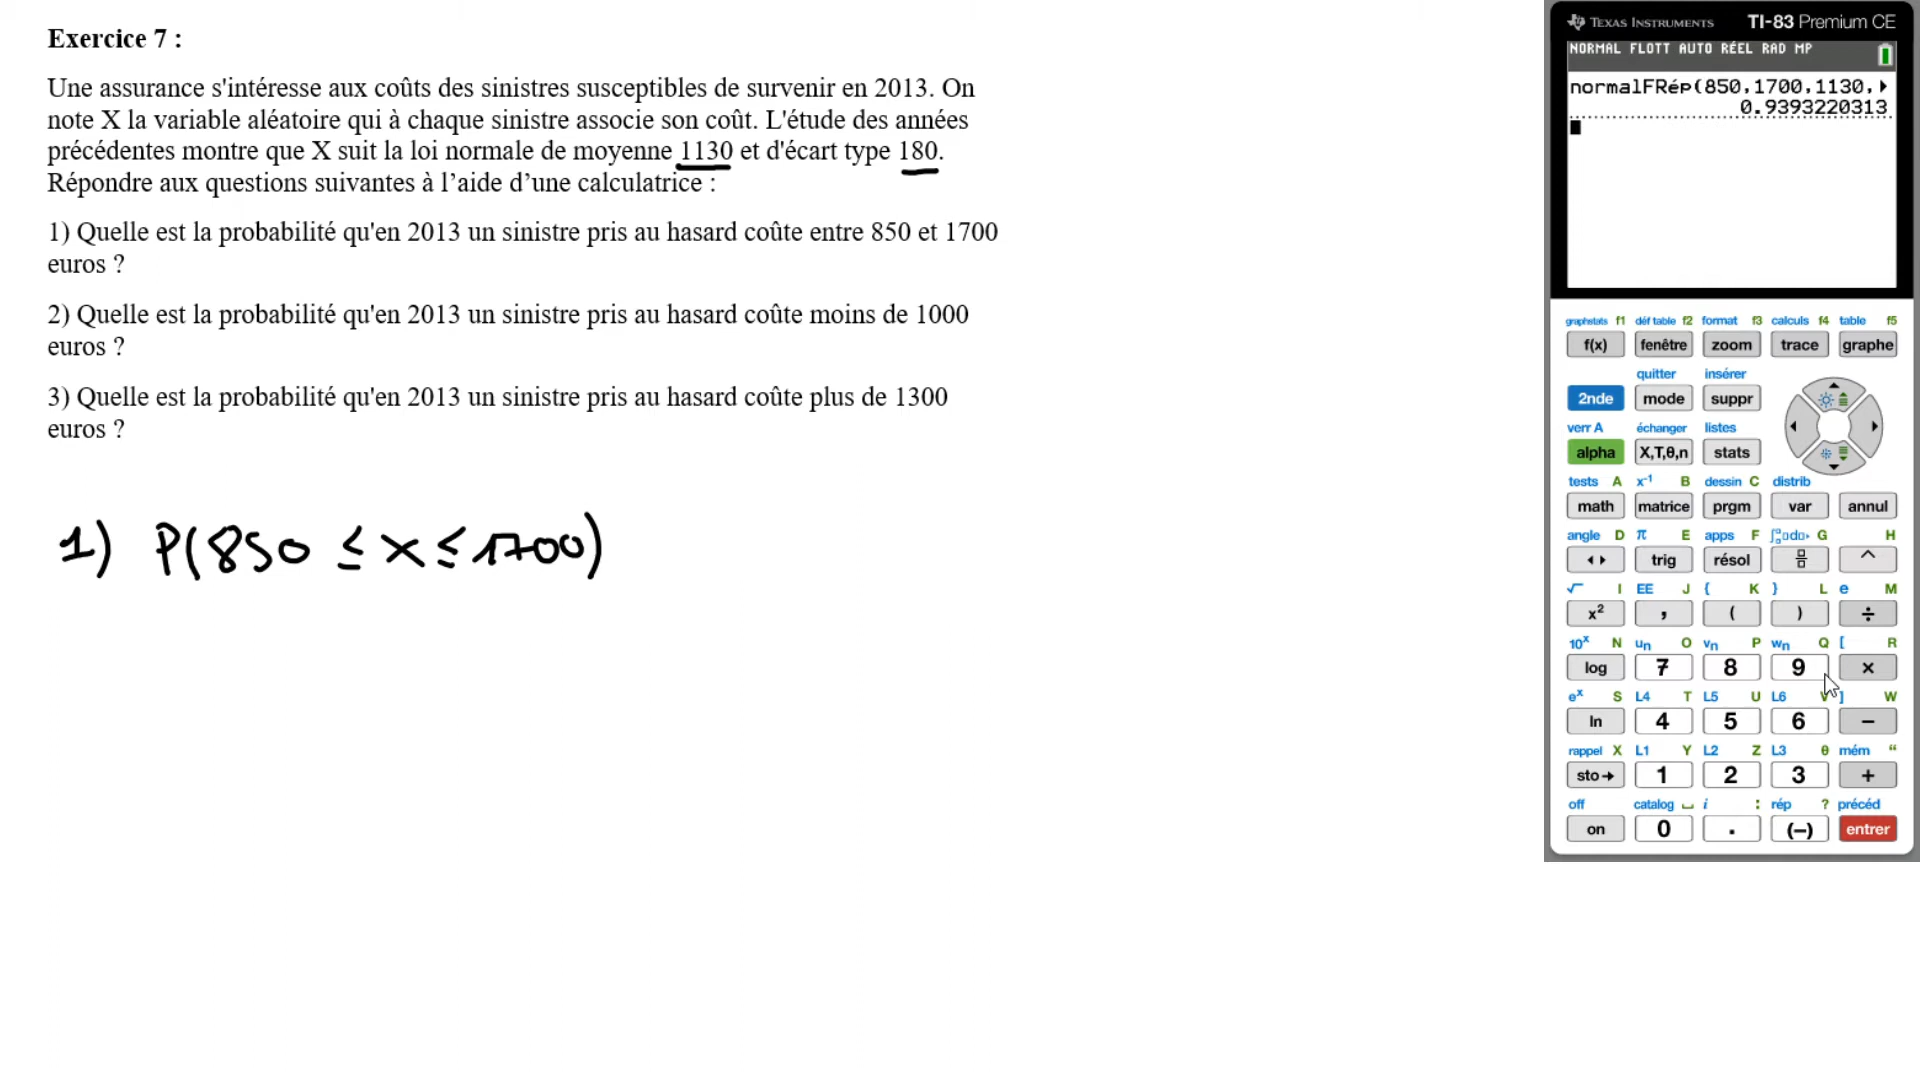 Exercice 7 :
Une assurance s'intéresse aux coûts des sinistres susceptibles de survenir en 2013. On
note X la variable aléatoire qui à chaque sinistre associe son coût. L'étude des années
précédentes montre que X suit la loi normale de moyenne 1130 et d'écart type 180.
Répondre aux questions suivantes à l’aide d’une calculatrice :
1) Quelle est la probabilité qu'en 2013 un sinistre pris au hasard coûte entre 850 et 1700
euros ?
2) Quelle est la probabilité qu'en 2013 un sinistre pris au hasard coûte moins de 1000
euros ?
3) Quelle est la probabilité qu'en 2013 un sinistre pris au hasard coûte plus de 1300
euros ?
1) P(850 ≤ X ≤ 1700)
TEXAS INSTRUMENTS TI-83 Premium CE
NORMAL FLOTT AUTO RÉEL RAD MP
normalFRép(850,1700,1130,
0.9393220313
graphstats f1 déf table f2 format f3 calculs f4 table f5
f(x) fenêtre zoom trace graphe
quitter insérer
2nde mode suppr
verr A échanger listes
alpha X,T,θ,n stats
tests A x⁻¹ B dessin C distrib
math matrice prgm var annul
angle D π E apps F G H
trig résol ^
√ I EE J { K } L e M
x² , ( ) ÷
10ˣ N uₙ O vₙ P wₙ Q [ R
log 7 8 9 ×
eˣ S L4 T L5 U L6 V ] W
ln 4 5 6 −
rappel X L1 Y L2 Z L3 θ mém “
sto→ 1 2 3 +
off catalog i : rép ? précéd
on 0 . (−) entrer